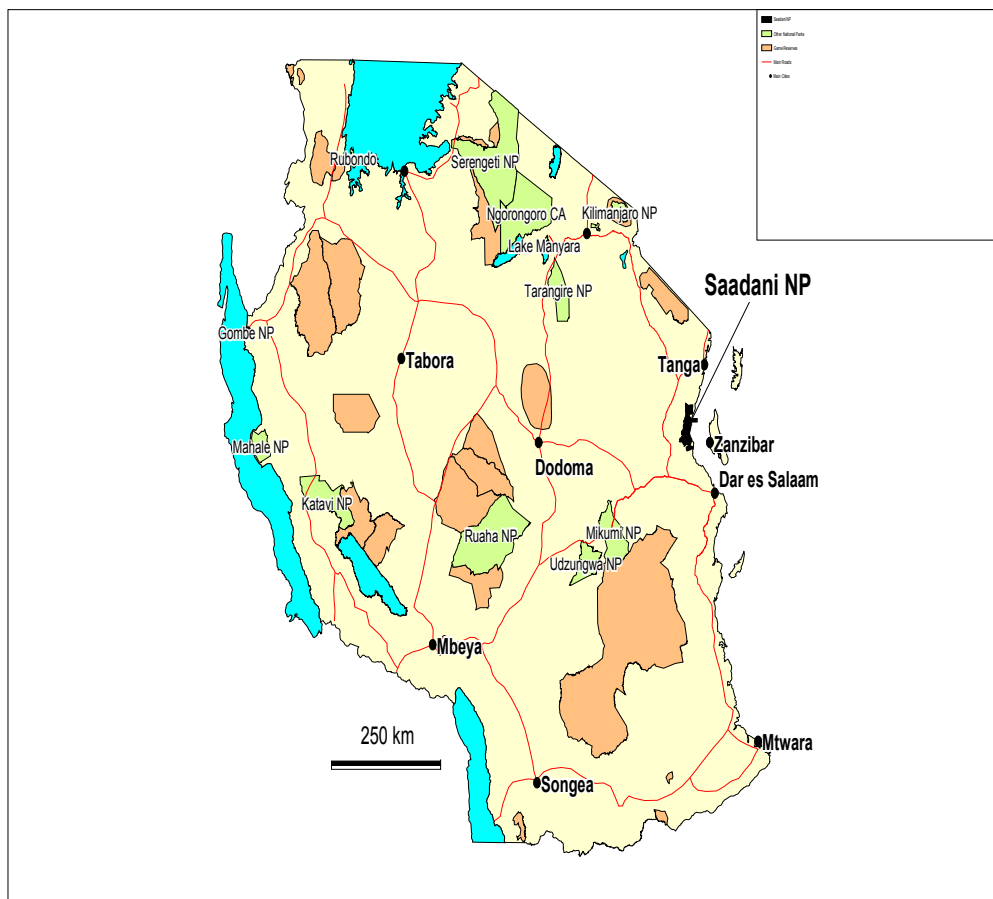 Saadani NP
Other National Parks
Game Reserves
Main Roads
Main Cities
Rubondo
Serengeti NP
Ngorongoro CA
Kilimanjaro NP
Lake Manyara
Saadani NP
Tarangire NP
Gombe NP
Tabora
Tanga
Mahale NP
Zanzibar
Dodoma
Dar es Salaam
Katavi NP
Ruaha NP
Mikumi NP
Udzungwa NP
Mbeya
250 km
Mtwara
Songea